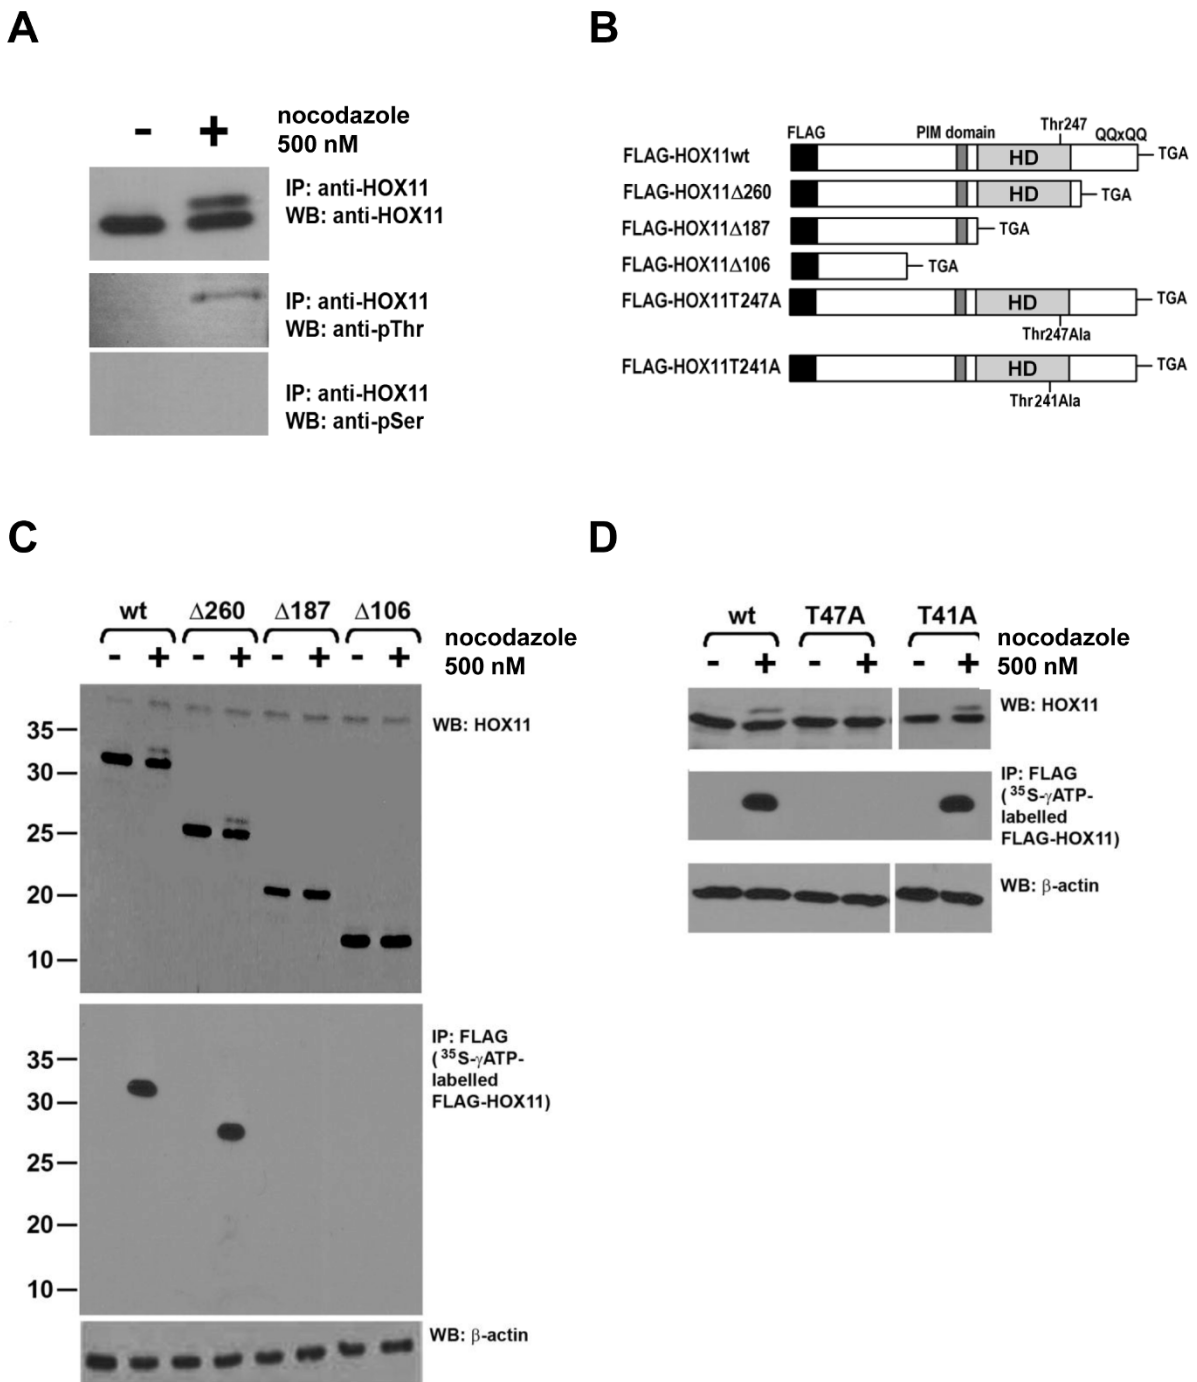 A
nocodazole
- + 500 nM
IP: anti-HOX11
WB: anti-HOX11
IP: anti-HOX11
WB: anti-pThr
IP: anti-HOX11
WB: anti-pSer
B
FLAG PIM domain Thr247 QQxQQ
FLAG-HOX11wt HD TGA
FLAG-HOX11Δ260 HD TGA
FLAG-HOX11Δ187 TGA
FLAG-HOX11Δ106 TGA
FLAG-HOX11T247A HD TGA
Thr247Ala
FLAG-HOX11T241A HD TGA
Thr241Ala
C
wt Δ260 Δ187 Δ106
nocodazole
- + - + - + - + 500 nM
WB: HOX11
35
30
25
20
10
IP: FLAG
(³⁵S-γATP-
labelled
FLAG-HOX11)
35
30
25
20
10
WB: β-actin
D
wt T47A T41A
nocodazole
- + - + - + 500 nM
WB: HOX11
IP: FLAG
(³⁵S-γATP-
labelled
FLAG-HOX11)
WB: β-actin